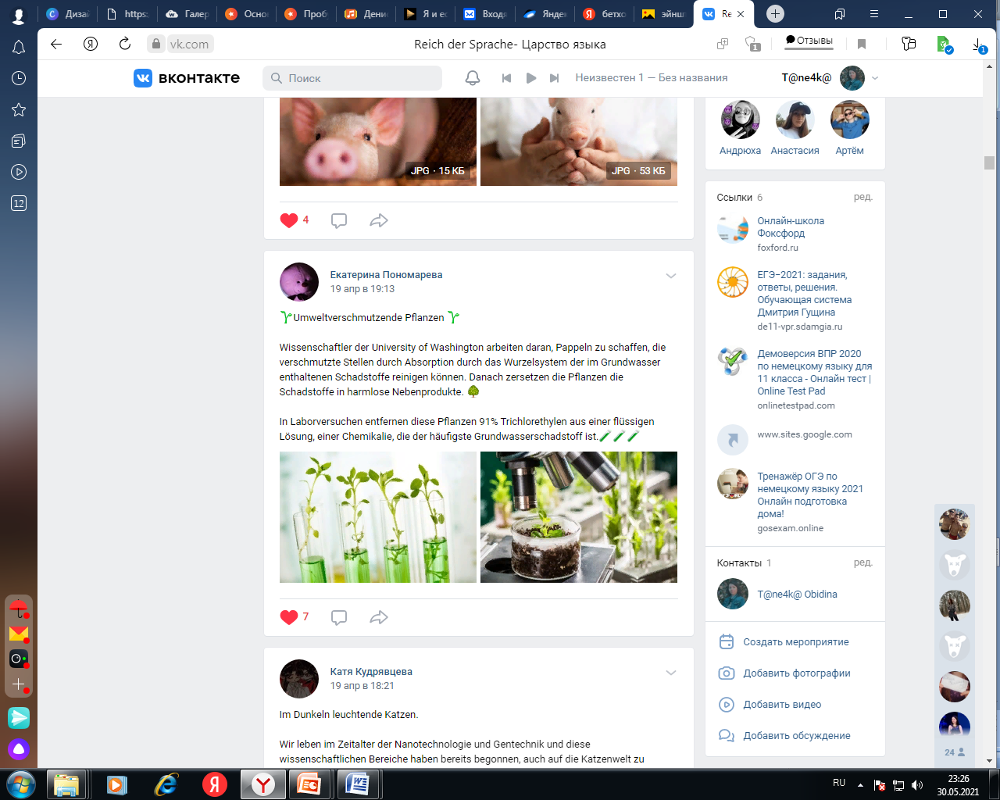 Дизай
https:
Галер
Осно
Проб
Дени
Я и ес
Входя
Яндек
бетхо
эйнш
Re
vk.com
Reich der Sprache- Царство языка
Отзывы
1
1
вконтакте
Поиск
Неизвестен 1 — Без названия
T@ne4k@
12
JPG · 15 КБ
JPG · 53 КБ
4
Екатерина Пономарева
19 апр в 19:13
Umweltverschmutzende Pflanzen
Wissenschaftler der University of Washington arbeiten daran, Pappeln zu schaffen, die
verschmutzte Stellen durch Absorption durch das Wurzelsystem der im Grundwasser
enthaltenen Schadstoffe reinigen können. Danach zersetzen die Pflanzen die
Schadstoffe in harmlose Nebenprodukte.
In Laborversuchen entfernen diese Pflanzen 91% Trichlorethylen aus einer flüssigen
Lösung, einer Chemikalie, die der häufigste Grundwasserschadstoff ist.
7
Катя Кудрявцева
19 апр в 18:21
Im Dunkeln leuchtende Katzen.
Wir leben im Zeitalter der Nanotechnologie und Gentechnik und diese
wissenschaftlichen Bereiche haben bereits begonnen, auch auf die Katzenwelt zu
Андрюха
Анастасия
Артём
Ссылки 6
ред.
Онлайн-школа
Фоксфорд
foxford.ru
ЕГЭ–2021: задания,
ответы, решения.
Обучающая система
Дмитрия Гущина
de11-vpr.sdamgia.ru
Демоверсия ВПР 2020
по немецкому языку для
11 класса - Онлайн тест |
Online Test Pad
onlinetestpad.com
www.sites.google.com
Тренажёр ОГЭ по
немецкому языку 2021
Онлайн подготовка
дома!
gosexam.online
Контакты 1
ред.
T@ne4k@ Obidina
Создать мероприятие
Добавить фотографии
Добавить видео
Добавить обсуждение
24
RU
23:26
30.05.2021